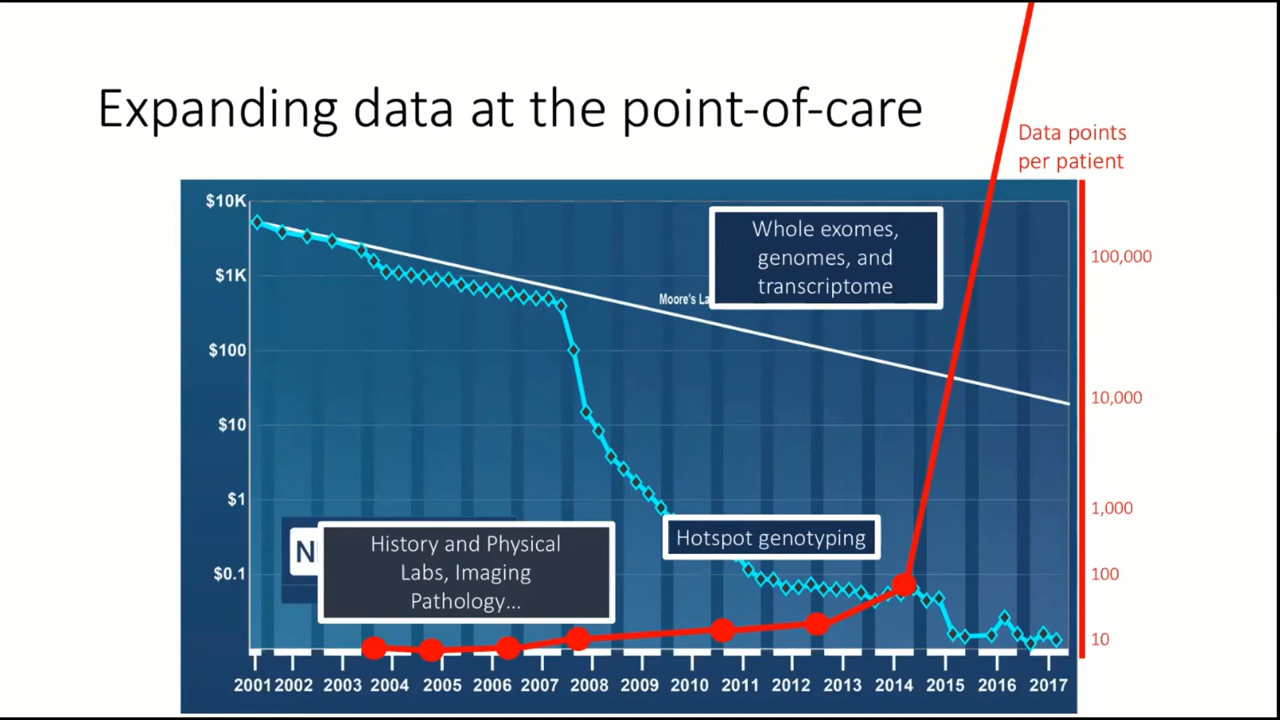 Expanding data at the point-of-care
Data points
per patient
$10K
$1K
$100
$10
$1
$0.1
Whole exomes,
genomes, and
transcriptome
Moore's
Hotspot genotyping
History and Physical
Labs, Imaging
Pathology...
100,000
10,000
1,000
100
10
2001 2002 2003 2004 2005 2006 2007 2008 2009 2010 2011 2012 2013 2014 2015 2016 2017